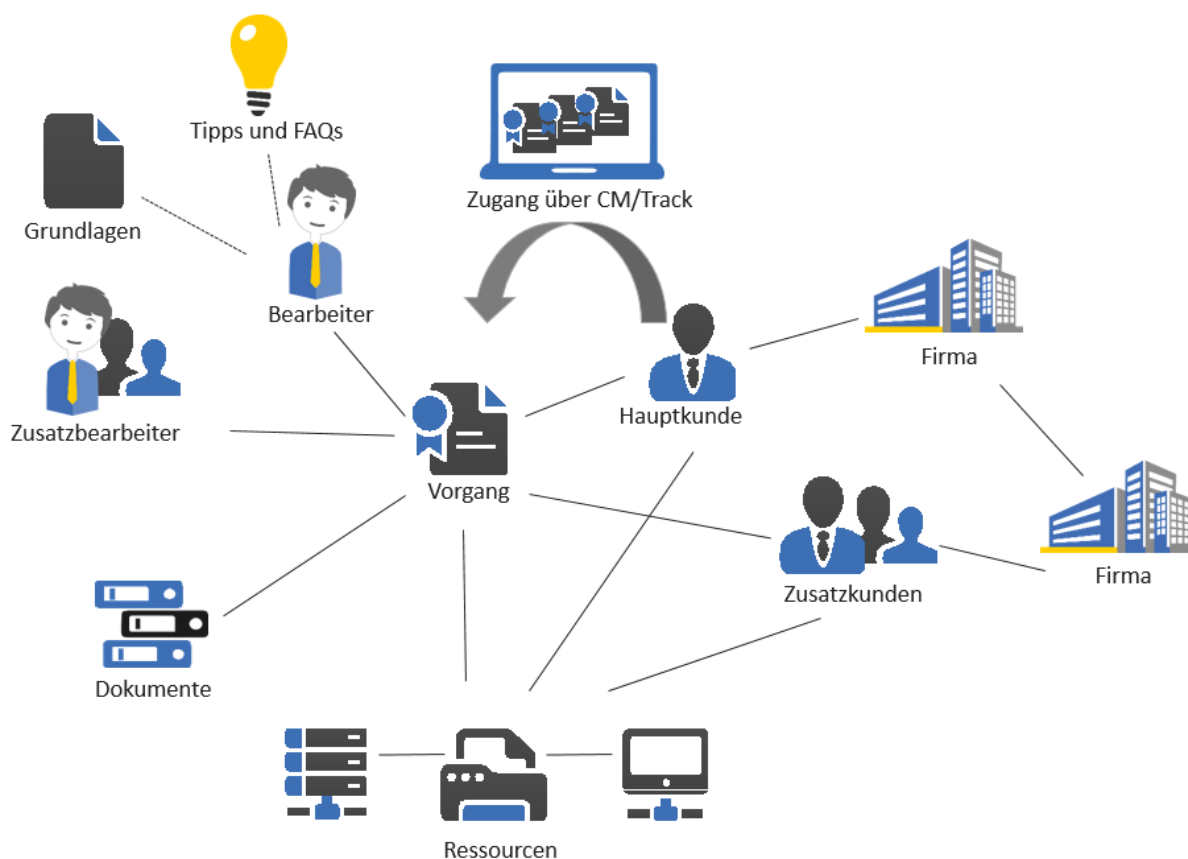 Tipps und FAQs
Zugang über CM/Track
Grundlagen
Bearbeiter
Firma
Hauptkunde
Zusatzbearbeiter
Vorgang
Firma
Zusatzkunden
Dokumente
Ressourcen